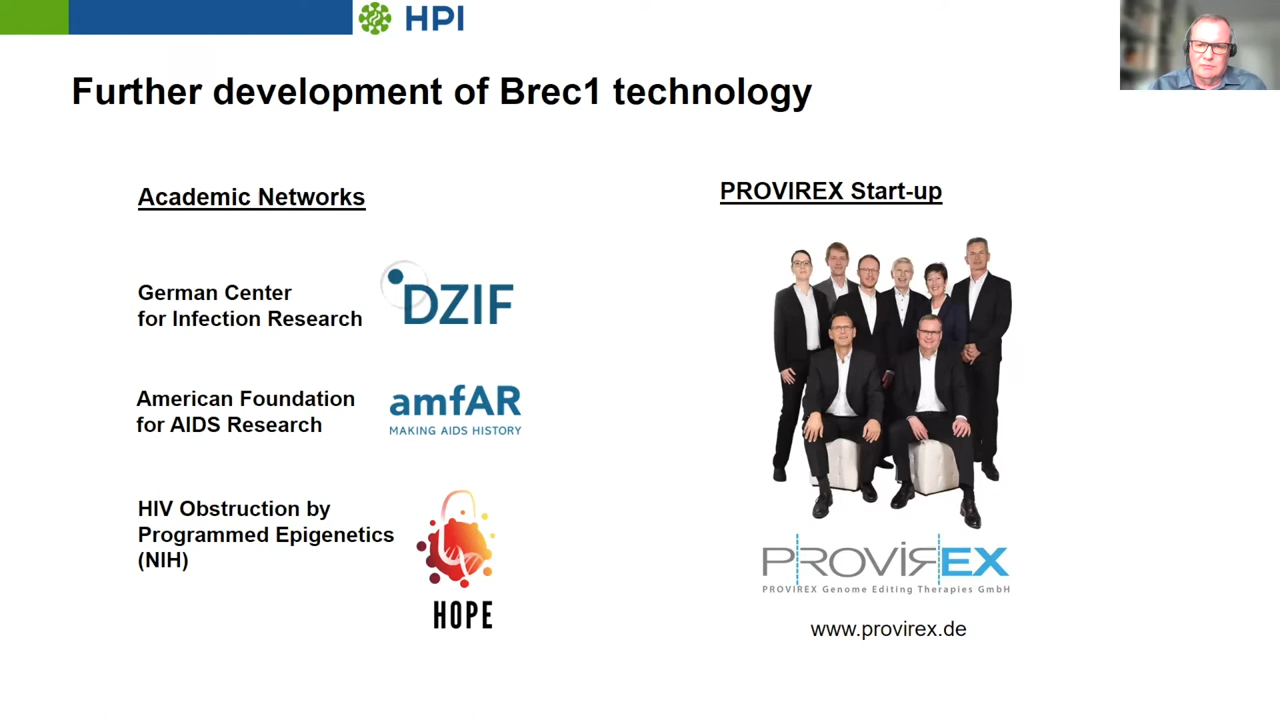 HPI
Further development of Brec1 technology
Academic Networks
German Center
for Infection Research
DZIF
American Foundation
for AIDS Research
amfAR
MAKING AIDS HISTORY
HIV Obstruction by
Programmed Epigenetics
(NIH)
HOPE
PROVIREX Start-up
PROVIREX
PROVIREX Genome Editing Therapies GmbH
www.provirex.de